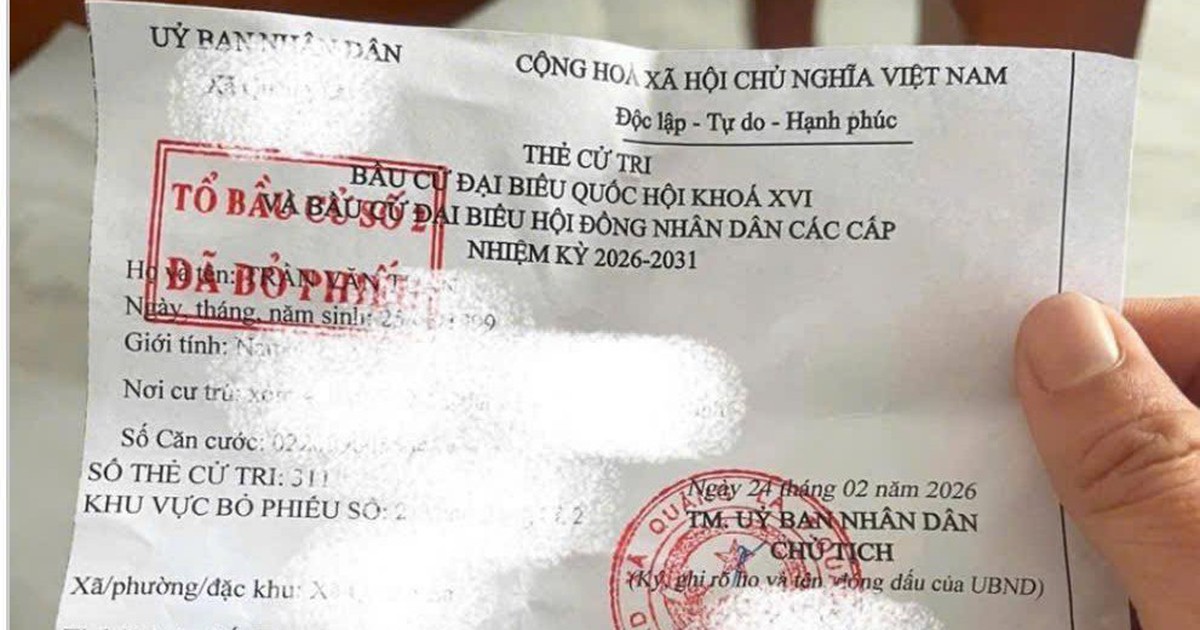 UỶ BAN NHÂN DÂN
CỘNG HOÀ XÃ HỘI CHỦ NGHĨA VIỆT NAM
Độc lập - Tự do - Hạnh phúc
THẺ CỬ TRI
BẦU CỬ ĐẠI BIỂU QUỐC HỘI KHOÁ XVI
VÀ BẦU CỬ ĐẠI BIỂU HỘI ĐỒNG NHÂN DÂN CÁC CẤP
NHIỆM KỲ 2026-2031
TỔ BẦU CỬ SỐ 2
ĐÃ BỎ PHIẾU
Họ và tên: TRẦN VĂN
Ngày, tháng, năm sinh:
Giới tính:
Nơi cư trú:
Số Căn cước:
SỐ THẺ CỬ TRI: 311
KHU VỰC BỎ PHIẾU SỐ: 2
Xã/phường/đặc khu:
Ngày 24 tháng 02 năm 2026
TM. UỶ BAN NHÂN DÂN
CHỦ TỊCH
(Ký, ghi rõ họ và tên, đóng dấu của UBND)